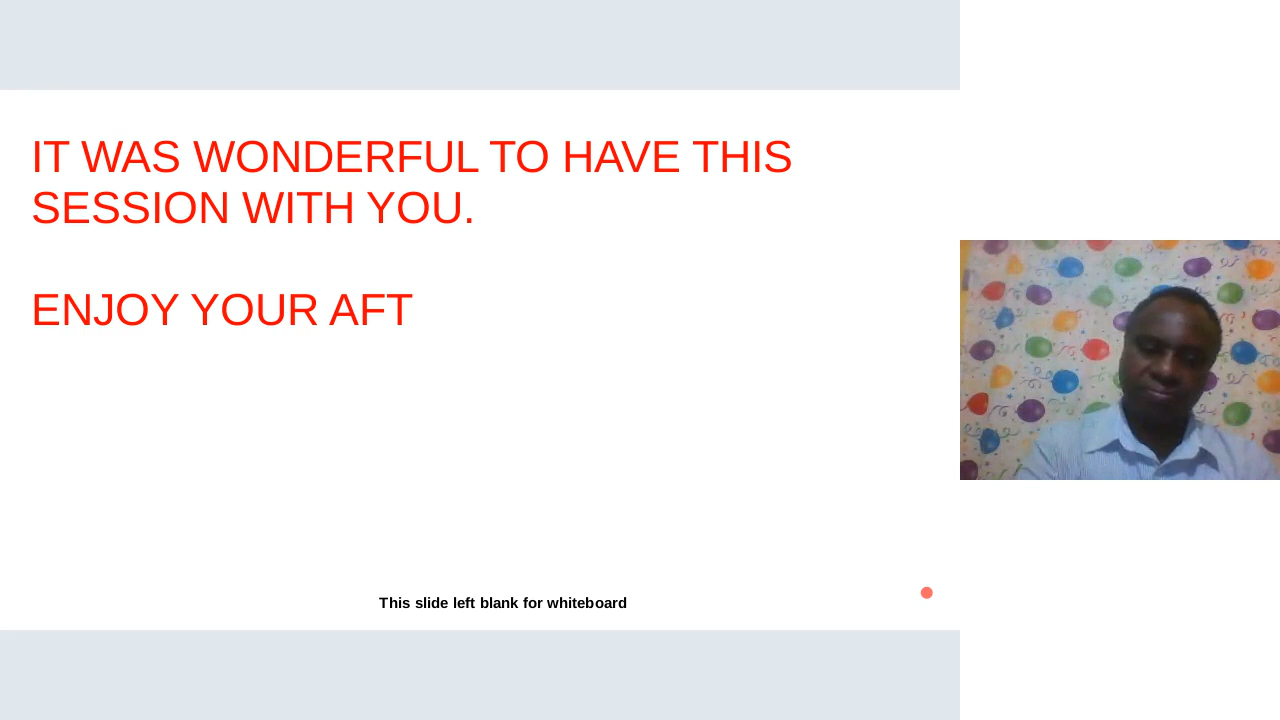 IT WAS WONDERFUL TO HAVE THIS
SESSION WITH YOU.
ENJOY YOUR AFT
This slide left blank for whiteboard